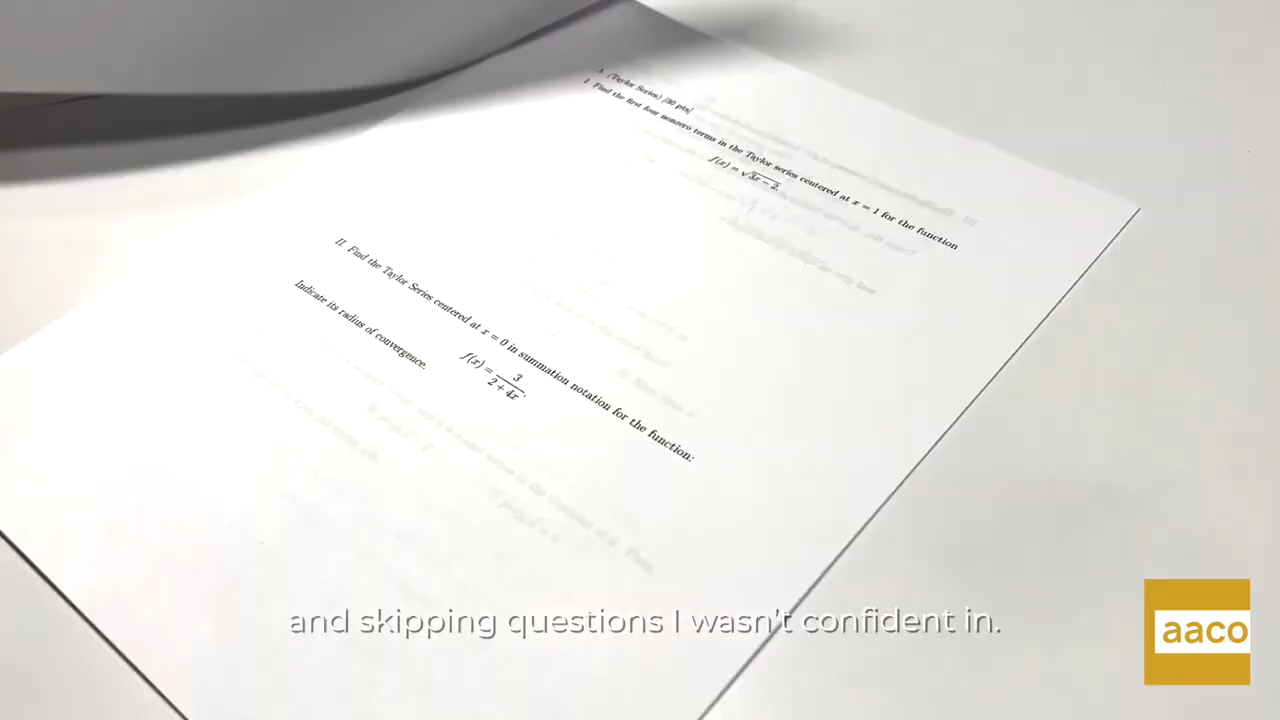 (Taylor Series) [30 pts]
I. Find the first four nonzero terms in the Taylor series centered at x = 1 for the function
f(x) = √3x − 2.
II. Find the Taylor Series centered at x = 0 in summation notation for the function:
f(x) = 3/(2 + 4x).
Indicate its radius of convergence.
and skipping questions I wasn't confident in.
aaco